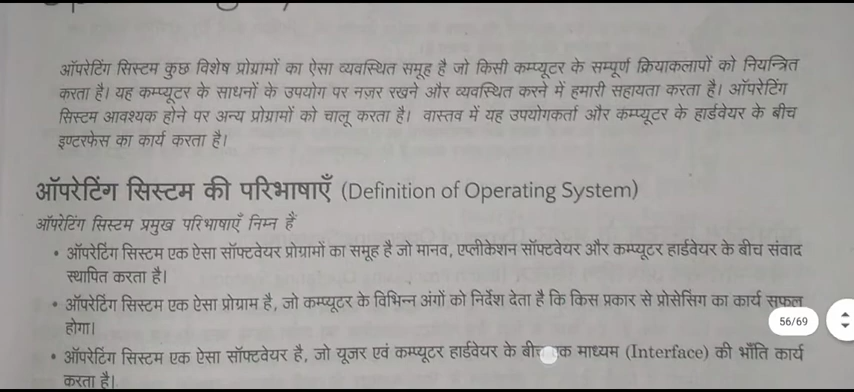 ऑपरेटिंग सिस्टम कुछ विशेष प्रोग्रामों का ऐसा व्यवस्थित समूह है जो किसी कम्प्यूटर के सम्पूर्ण क्रियाकलापों को नियन्त्रित
करता है। यह कम्प्यूटर के साधनों के उपयोग पर नज़र रखने और व्यवस्थित करने में हमारी सहायता करता है। ऑपरेटिंग
सिस्टम आवश्यक होने पर अन्य प्रोग्रामों को चालू करता है। वास्तव में यह उपयोगकर्ता और कम्प्यूटर के हार्डवेयर के बीच
इण्टरफेस का कार्य करता है।
ऑपरेटिंग सिस्टम की परिभाषाएँ (Definition of Operating System)
ऑपरेटिंग सिस्टम प्रमुख परिभाषाएँ निम्न हैं
• ऑपरेटिंग सिस्टम एक ऐसा सॉफ्टवेयर प्रोग्रामों का समूह है जो मानव, एप्लीकेशन सॉफ्टवेयर और कम्प्यूटर हार्डवेयर के बीच संवाद
स्थापित करता है।
• ऑपरेटिंग सिस्टम एक ऐसा प्रोग्राम है, जो कम्प्यूटर के विभिन्न अंगों को निर्देश देता है कि किस प्रकार से प्रोसेसिंग का कार्य सफल
होगा।
56/69
• ऑपरेटिंग सिस्टम एक ऐसा सॉफ्टवेयर है, जो यूजर एवं कम्प्यूटर हार्डवेयर के बीच एक माध्यम (Interface) की भाँति कार्य
करता है।